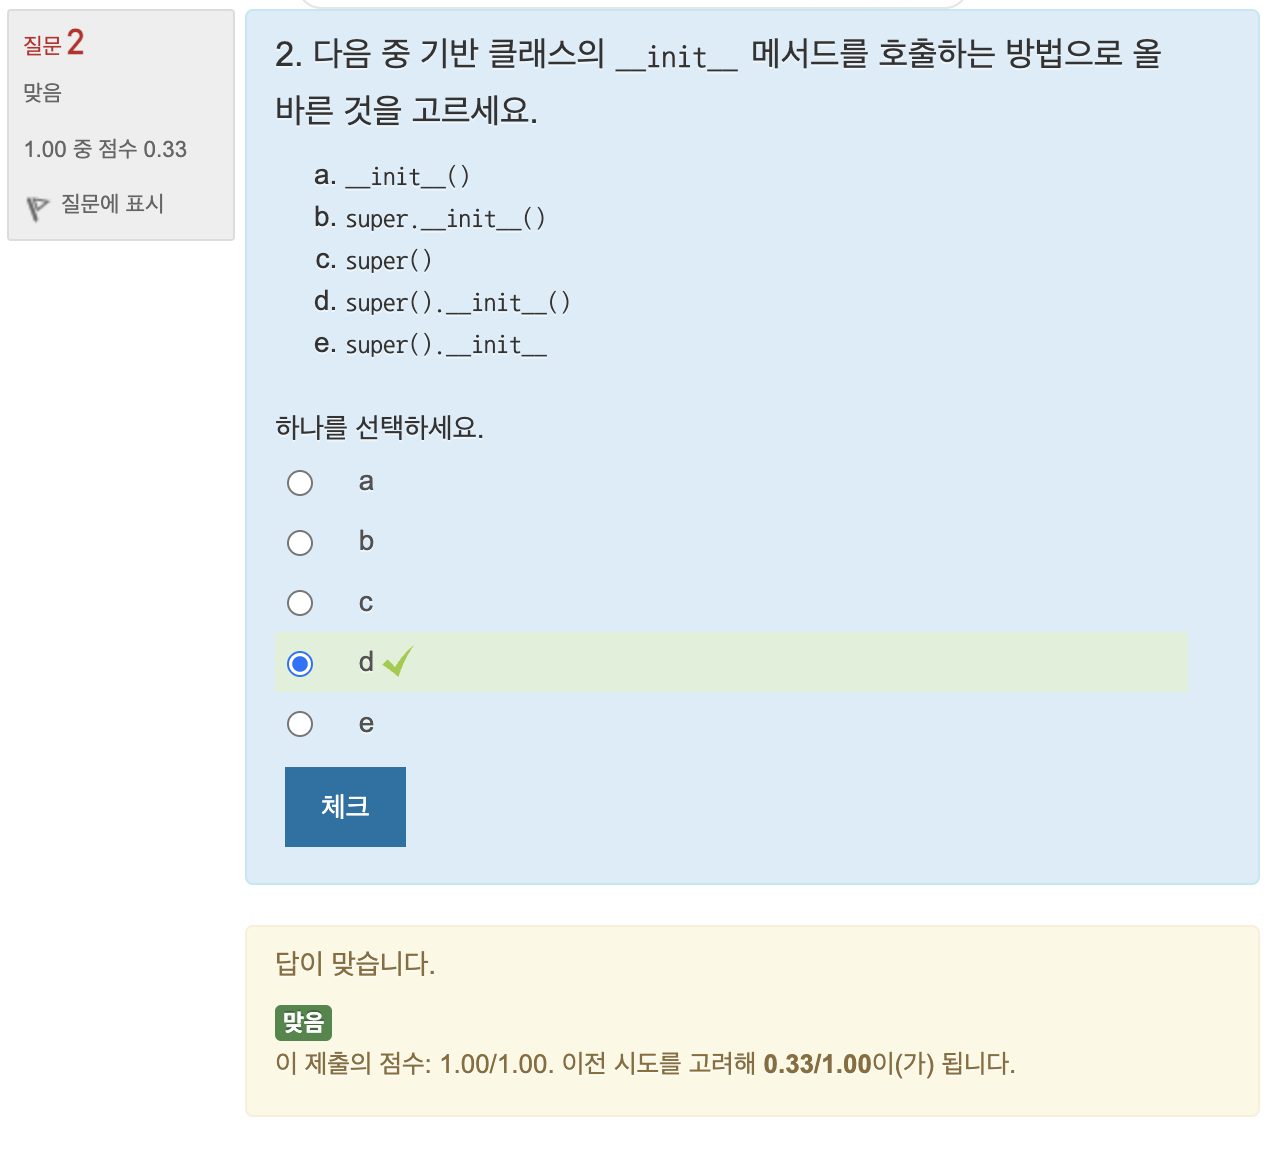 질문 2
맞음
1.00 중 점수 0.33
질문에 표시
2. 다음 중 기반 클래스의 __init__ 메서드를 호출하는 방법으로 올
바른 것을 고르세요.
a. __init__()
b. super.__init__()
c. super()
d. super().__init__()
e. super().__init__
하나를 선택하세요.
a
b
c
d
e
체크
답이 맞습니다.
맞음
이 제출의 점수: 1.00/1.00. 이전 시도를 고려해 0.33/1.00이(가) 됩니다.